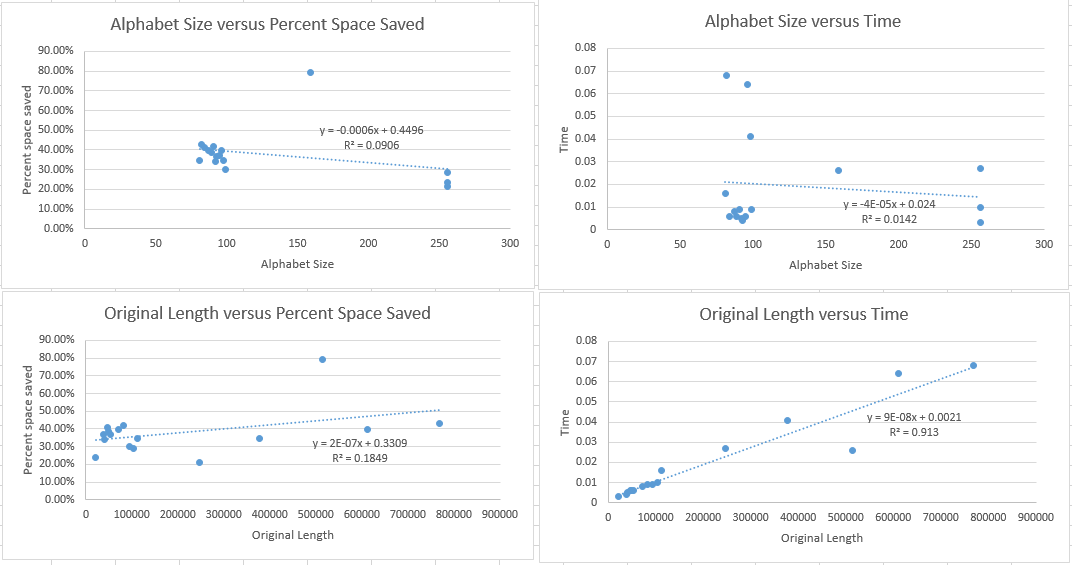 Alphabet Size versus Percent Space Saved
90.00%
80.00%
70.00%
60.00%
50.00%
40.00%
30.00%
20.00%
10.00%
0.00%
Percent space saved
y = -0.0006x + 0.4496
R² = 0.0906
0 50 100 150 200 250 300
Alphabet Size
Alphabet Size versus Time
0.08
0.07
0.06
0.05
0.04
0.03
0.02
0.01
0
Time
y = -4E-05x + 0.024
R² = 0.0142
0 50 100 150 200 250 300
Alphabet Size
Original Length versus Percent Space Saved
90.00%
80.00%
70.00%
60.00%
50.00%
40.00%
30.00%
20.00%
10.00%
0.00%
Percent space saved
y = 2E-07x + 0.3309
R² = 0.1849
0 100000 200000 300000 400000 500000 600000 700000 800000 900000
Original Length
Original Length versus Time
0.08
0.07
0.06
0.05
0.04
0.03
0.02
0.01
0
Time
y = 9E-08x + 0.0021
R² = 0.913
0 100000 200000 300000 400000 500000 600000 700000 800000 900000
Original Length